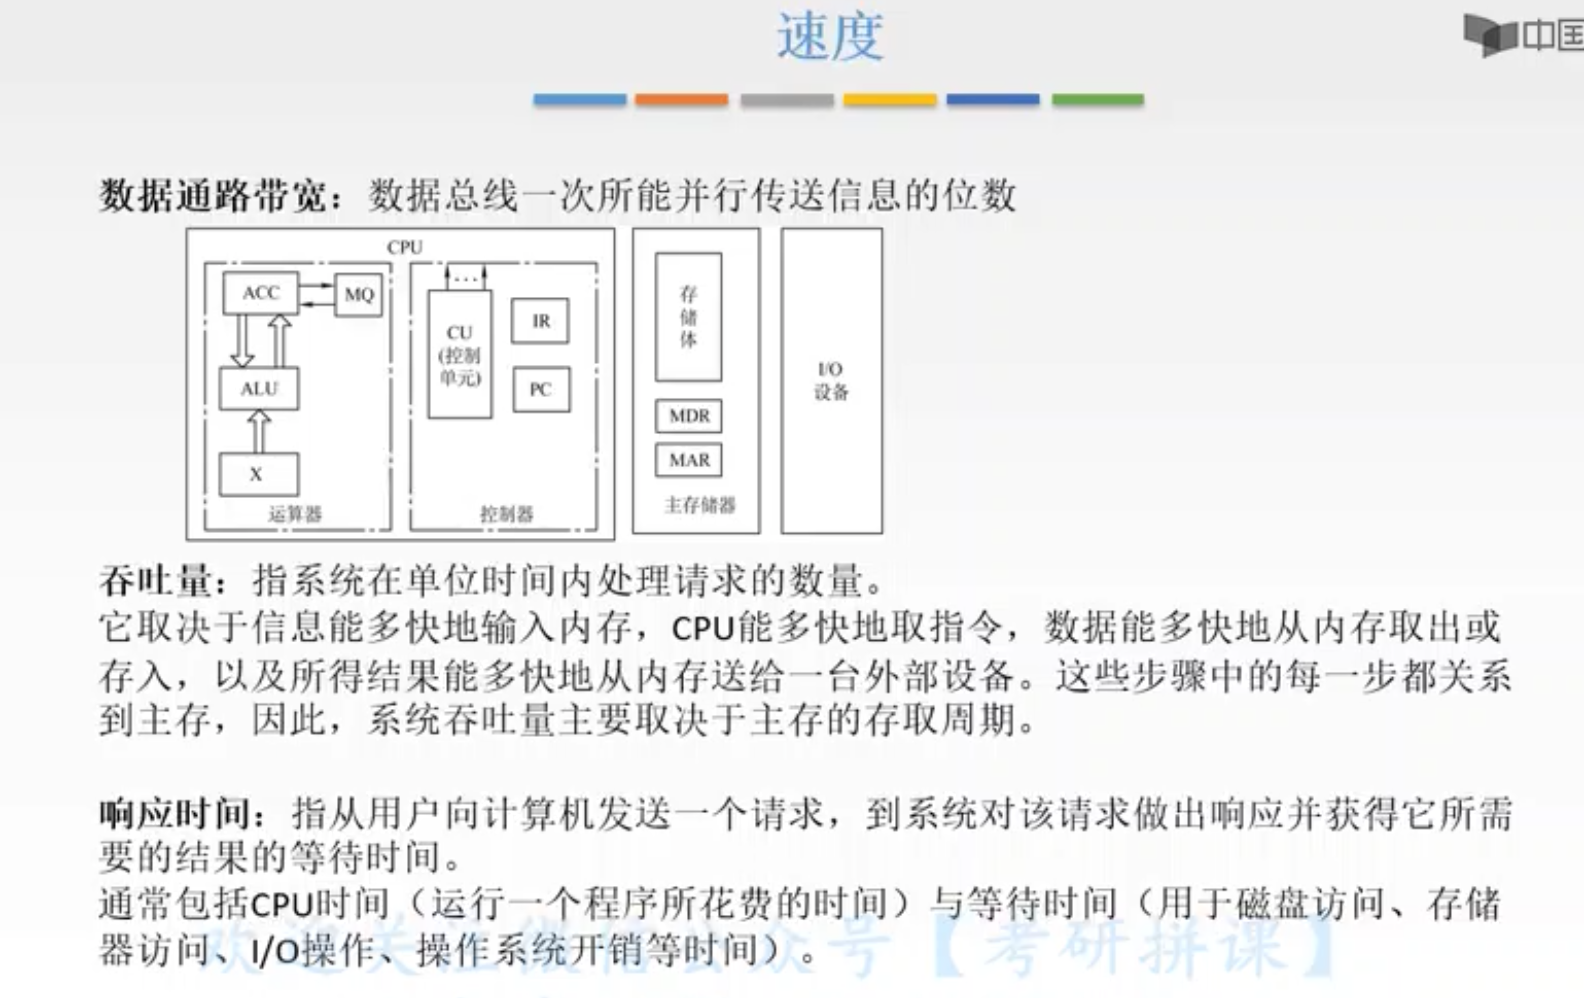 速度
中国
数据通路带宽：数据总线一次所能并行传送信息的位数
CPU
ACC
MQ
ALU
X
运算器
…
CU
(控制
单元)
IR
PC
控制器
存
储
体
MDR
MAR
主存储器
I/O
设备
吞吐量：指系统在单位时间内处理请求的数量。
它取决于信息能多快地输入内存，CPU能多快地取指令，数据能多快地从内存取出或
存入，以及所得结果能多快地从内存送给一台外部设备。这些步骤中的每一步都关系
到主存，因此，系统吞吐量主要取决于主存的存取周期。
响应时间：指从用户向计算机发送一个请求，到系统对该请求做出响应并获得它所需
要的结果的等待时间。
通常包括CPU时间（运行一个程序所花费的时间）与等待时间（用于磁盘访问、存储
器访问、I/O操作、操作系统开销等时间）。
欢迎关注微信公众号【考研拼课】